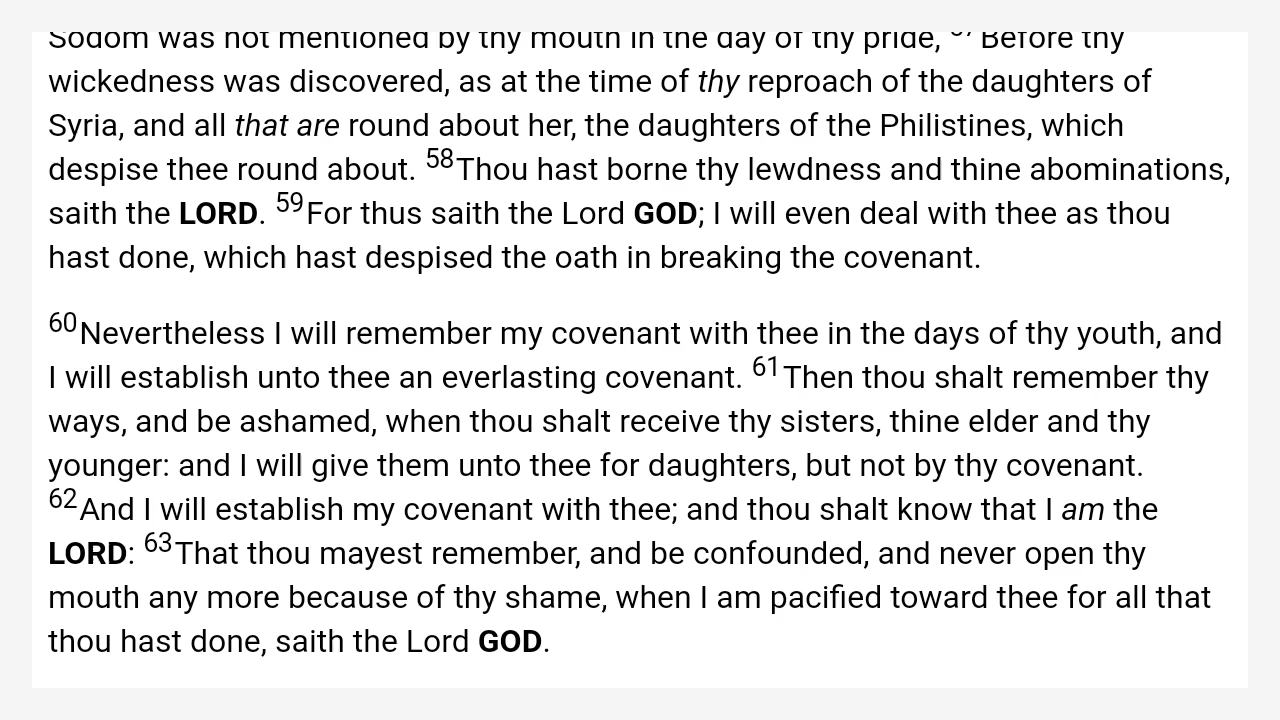 Sodom was not mentioned by thy mouth in the day of thy pride, 57Before thy
wickedness was discovered, as at the time of thy reproach of the daughters of
Syria, and all that are round about her, the daughters of the Philistines, which
despise thee round about. 58Thou hast borne thy lewdness and thine abominations,
saith the LORD. 59For thus saith the Lord GOD; I will even deal with thee as thou
hast done, which hast despised the oath in breaking the covenant.
60Nevertheless I will remember my covenant with thee in the days of thy youth, and
I will establish unto thee an everlasting covenant. 61Then thou shalt remember thy
ways, and be ashamed, when thou shalt receive thy sisters, thine elder and thy
younger: and I will give them unto thee for daughters, but not by thy covenant.
62And I will establish my covenant with thee; and thou shalt know that I am the
LORD: 63That thou mayest remember, and be confounded, and never open thy
mouth any more because of thy shame, when I am pacified toward thee for all that
thou hast done, saith the Lord GOD.